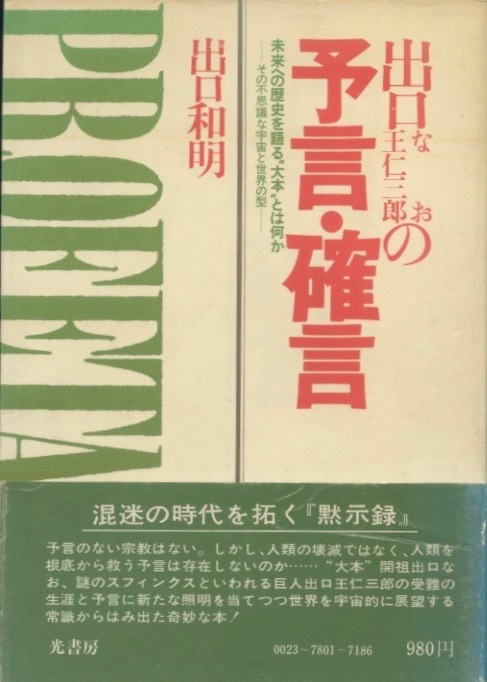 出口なお
王仁三郎の
予言・確言
未来への歴史を語る“大本”とは何か
——その不思議な宇宙と世界の型——
出口和明
PROFETA
混迷の時代を拓く『黙示録』
予言のない宗教はない。しかし、人類の壊滅ではなく、人類を
根底から救う予言は存在しないのか……“大本”開祖出口な
お、謎のスフィンクスといわれる巨人出口王仁三郎の受難の
生涯と予言に新たな照明を当てつつ世界を宇宙的に展望する
常識からはみ出た奇妙な本！
光書房
0023~7801~7186
980円